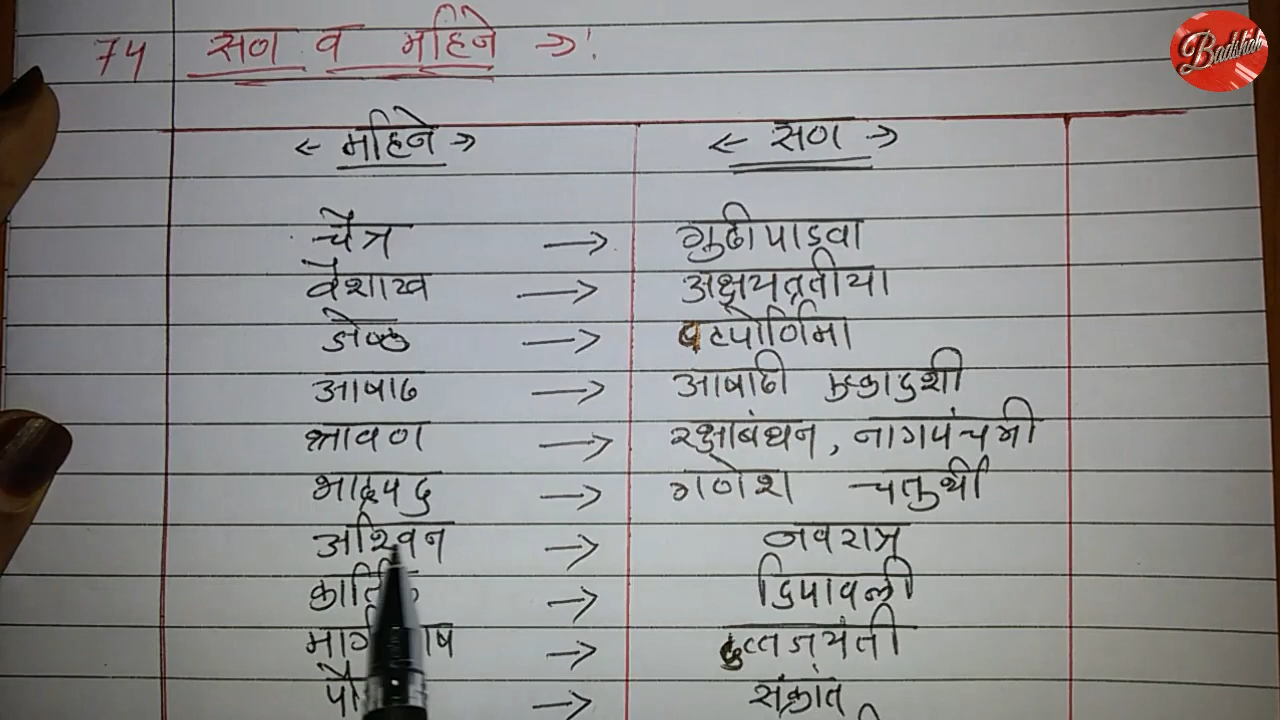 Badshah
74 सण व महिने →
← महिने → ← सण →
चैत्र → गुढीपाडवा
वैशाख → अक्षयतृतीया
जेष्ठ → वटपोर्णिमा
आषाढ → आषाढी एकादशी
श्रावण → रक्षाबंधन, नागपंचमी
भाद्रपद → गणेश चतुर्थी
अश्विन → नवरात्र
→ दिपावली
→ दत्तजयंती
→ संक्रांत